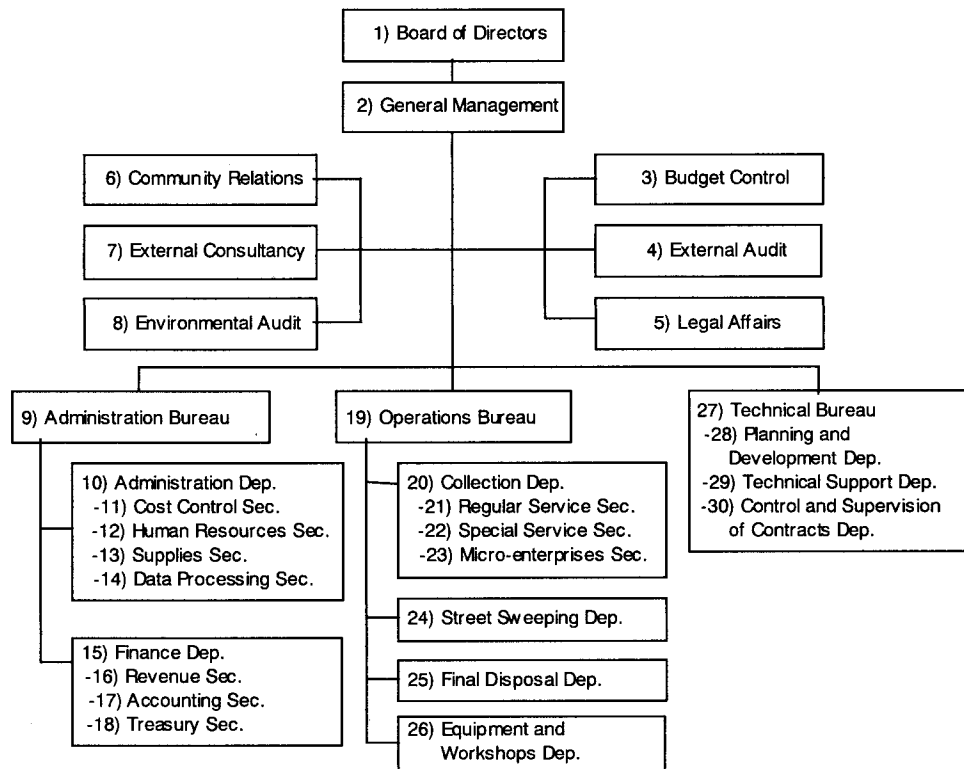 1) Board of Directors
2) General Management
6) Community Relations
3) Budget Control
7) External Consultancy
4) External Audit
8) Environmental Audit
5) Legal Affairs
9) Administration Bureau
10) Administration Dep.
-11) Cost Control Sec.
-12) Human Resources Sec.
-13) Supplies Sec.
-14) Data Processing Sec.
15) Finance Dep.
-16) Revenue Sec.
-17) Accounting Sec.
-18) Treasury Sec.
19) Operations Bureau
20) Collection Dep.
-21) Regular Service Sec.
-22) Special Service Sec.
-23) Micro-enterprises Sec.
24) Street Sweeping Dep.
25) Final Disposal Dep.
26) Equipment and
Workshops Dep.
27) Technical Bureau
-28) Planning and
Development Dep.
-29) Technical Support Dep.
-30) Control and Supervision
of Contracts Dep.